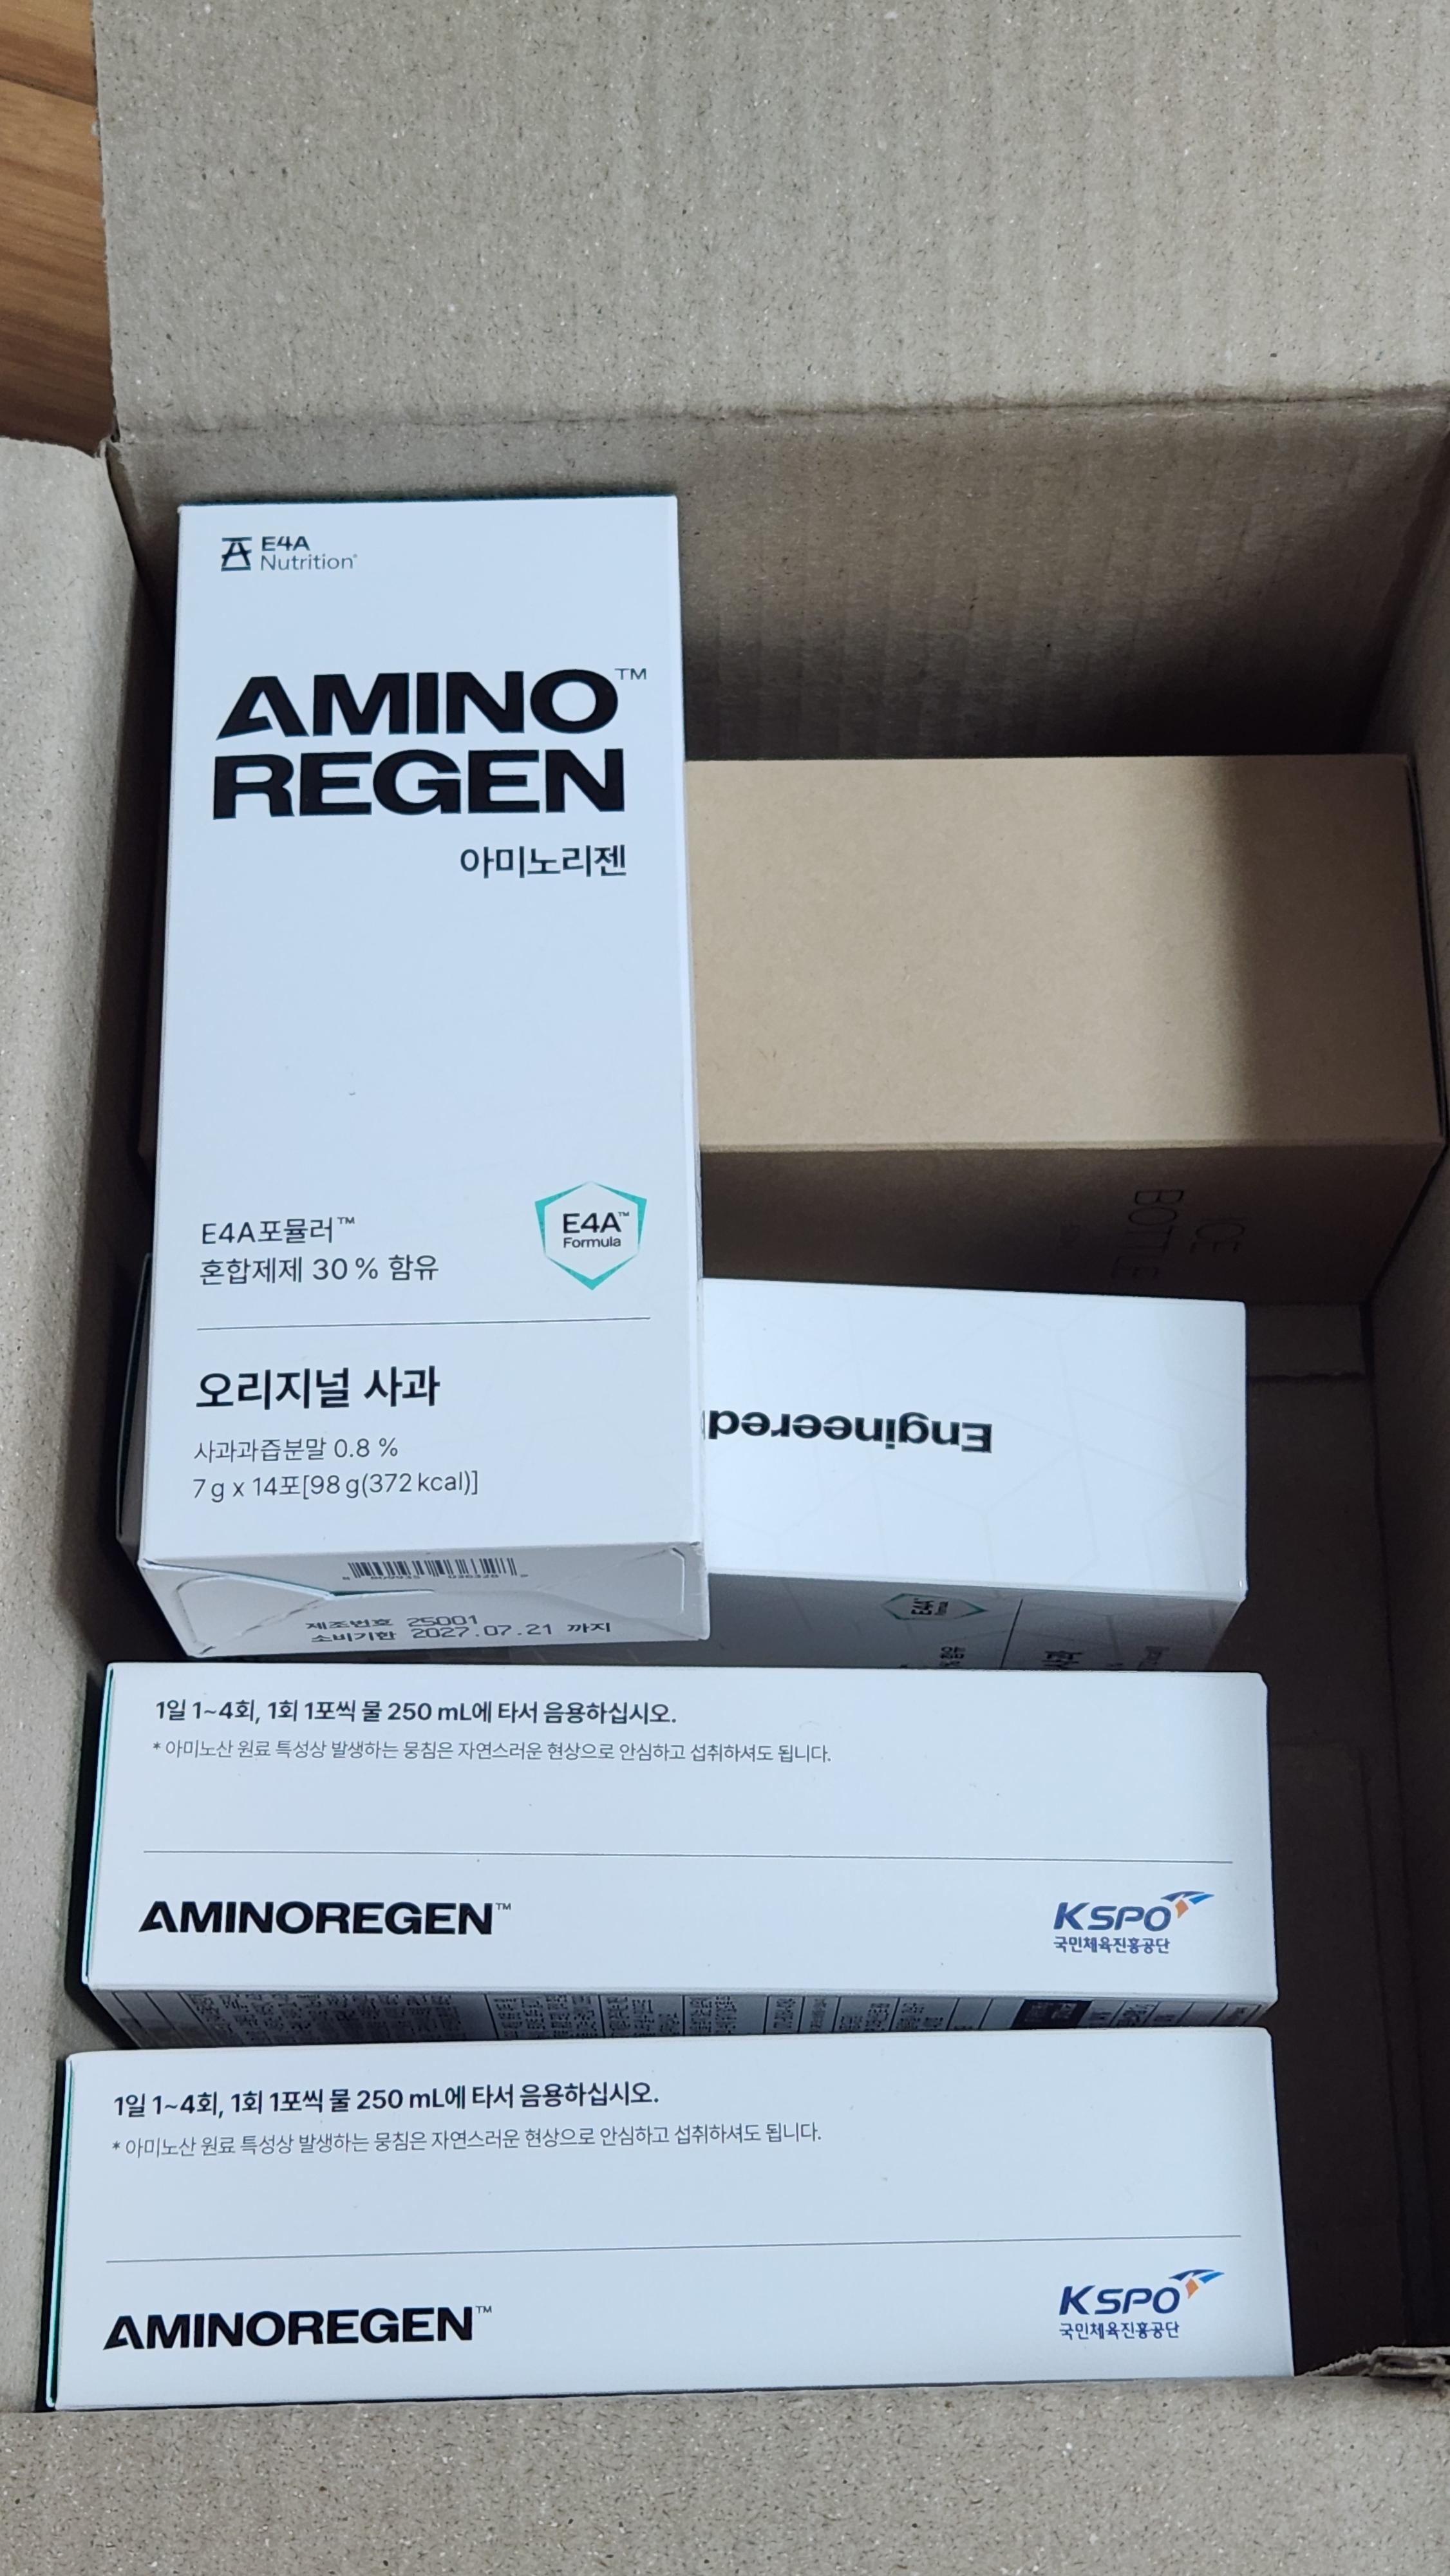 E4A
Nutrition®
AMINO™
REGEN
아미노리젠
E4A포뮬러™
혼합제제 30 % 함유
E4A™
Formula
오리지널 사과
사과과즙분말 0.8 %
7 g x 14포[98 g(372 kcal)]
제조번호 25001
소비기한 2027.07.21 까지
BOTTLE
Engineered
E4A
1일 1~4회, 1회 1포씩 물 250 mL에 타서 음용하십시오.
* 아미노산 원료 특성상 발생하는 뭉침은 자연스러운 현상으로 안심하고 섭취하셔도 됩니다.
AMINOREGEN™
KSPO
국민체육진흥공단
1일 1~4회, 1회 1포씩 물 250 mL에 타서 음용하십시오.
* 아미노산 원료 특성상 발생하는 뭉침은 자연스러운 현상으로 안심하고 섭취하셔도 됩니다.
AMINOREGEN™
KSPO
국민체육진흥공단